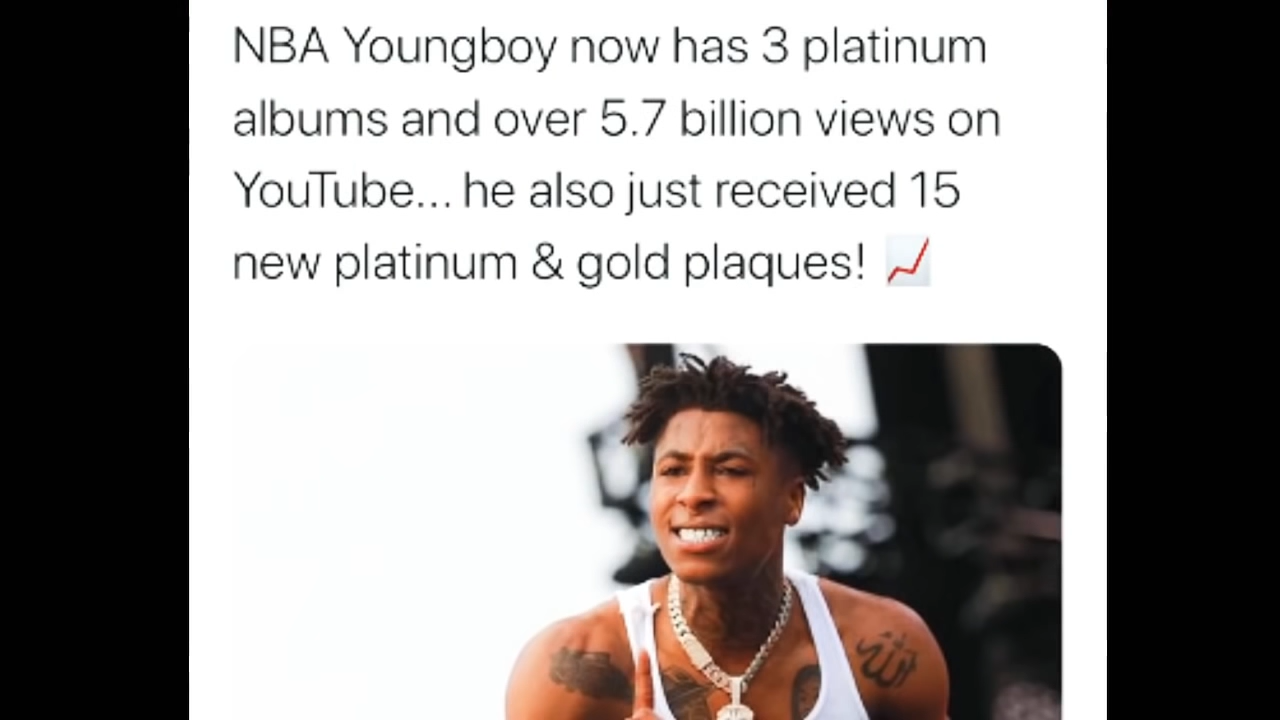 NBA Youngboy now has 3 platinum
albums and over 5.7 billion views on
YouTube... he also just received 15
new platinum & gold plaques! 📈